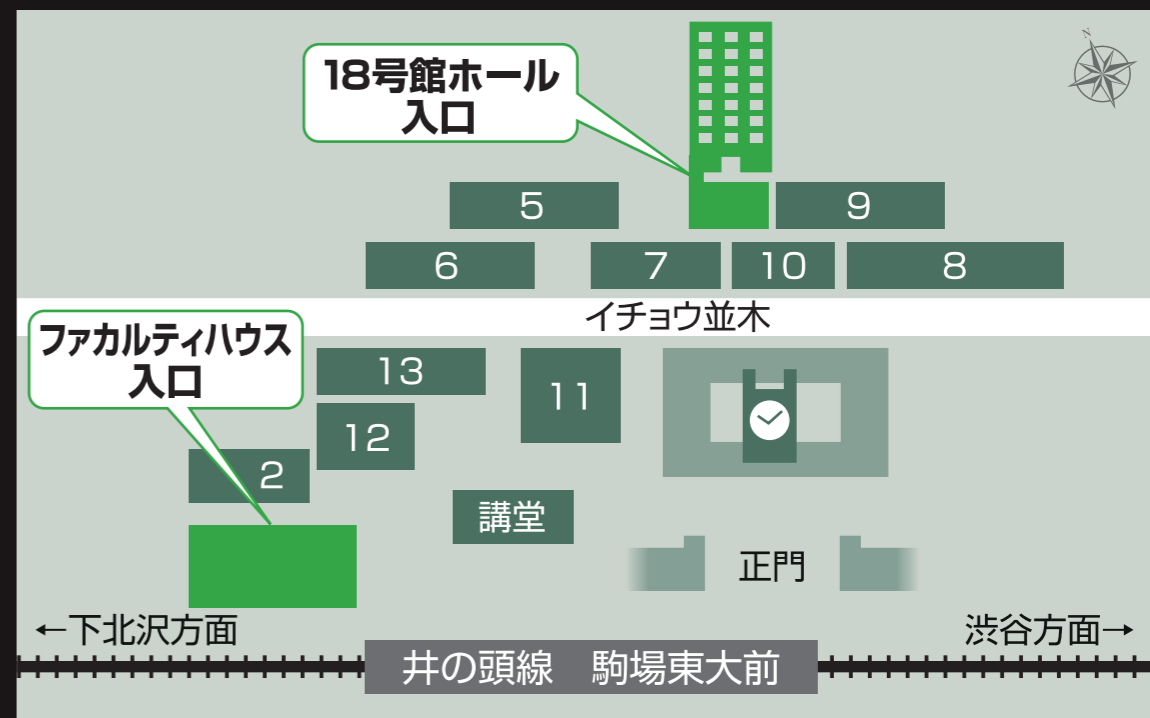 N
18号館ホール
入口
5
9
6
7
10
8
イチョウ並木
ファカルティハウス
入口
13
11
12
2
講堂
正門
←下北沢方面
渋谷方面→
井の頭線　駒場東大前